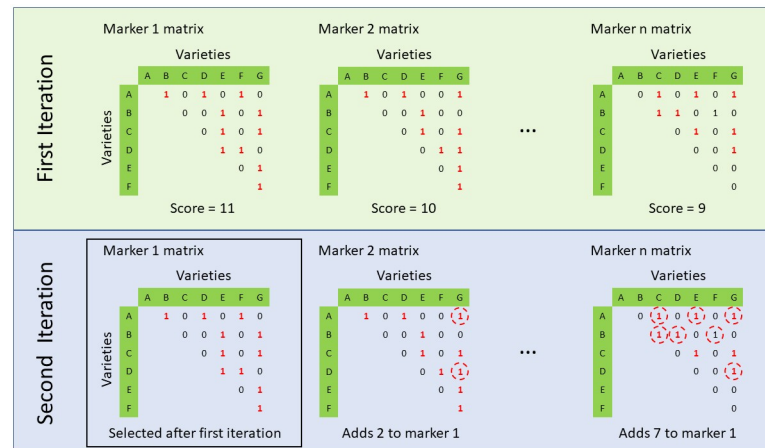 First Iteration
Marker 1 matrix
Varieties
A B C D E F G
Varieties
A 1 0 1 0 1 0
B 0 0 1 0 1
C 0 1 0 1
D 1 1 0
E 0 1
F 1
Score = 11
Marker 2 matrix
Varieties
A B C D E F G
A 1 0 1 0 0 1
B 0 0 1 0 0
C 0 1 0 1
D 0 1 1
E 0 1
F 1
Score = 10
...
Marker n matrix
Varieties
A B C D E F G
A 0 1 0 1 0 1
B 1 1 0 1 0
C 0 1 0 1
D 0 0 1
E 0 0
F 0
Score = 9
Second Iteration
Marker 1 matrix
Varieties
A B C D E F G
Varieties
A 1 0 1 0 1 0
B 0 0 1 0 1
C 0 1 0 1
D 1 1 0
E 0 1
F 1
Selected after first iteration
Marker 2 matrix
Varieties
A B C D E F G
A 1 0 1 0 0 1
B 0 0 1 0 0
C 0 1 0 1
D 0 1 1
E 0 1
F 1
Adds 2 to marker 1
...
Marker n matrix
Varieties
A B C D E F G
A 0 1 0 1 0 1
B 1 1 0 1 0
C 0 1 0 1
D 0 0 1
E 0 0
F 0
Adds 7 to marker 1